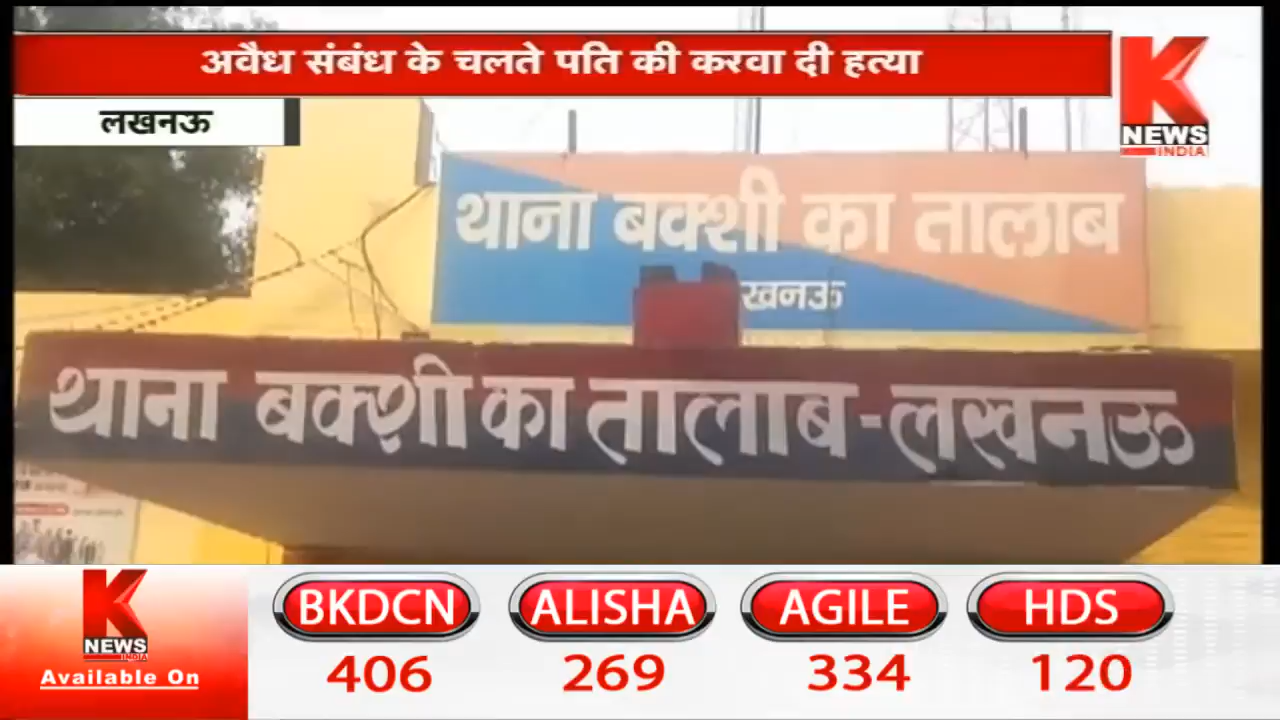 अवैध संबंध के चलते पति की करवा दी हत्या
K
NEWS
INDIA
लखनऊ
थाना बक्शी का तालाब
खनऊ
थाना बक्शी का तालाब-लखनऊ
K
NEWS
INDIA
Available On
BKDCN ALISHA AGILE HDS
406 269 334 120